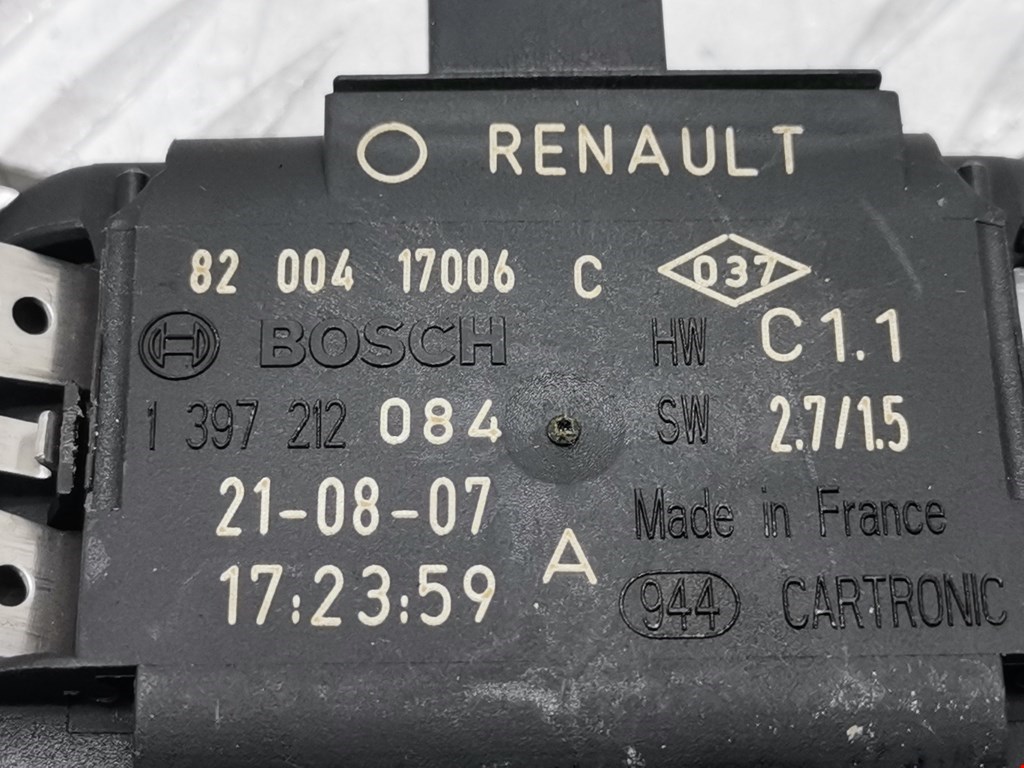 RENAULT
82 004 17006 C 037
BOSCH HW C1.1
1 397 212 084 SW 2.7/1.5
21-08-07 Made in France
17:23:59 A 944 CARTRONIC